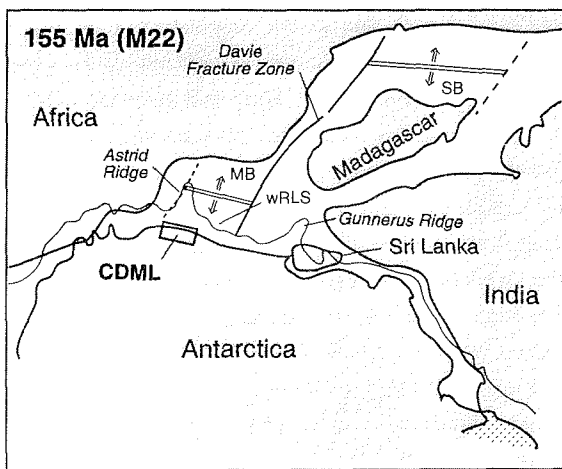 155 Ma (M22)
Davie
Fracture Zone
SB
Africa
Madagascar
Astrid
Ridge
MB
wRLS
Gunnerus Ridge
Sri Lanka
CDML
India
Antarctica